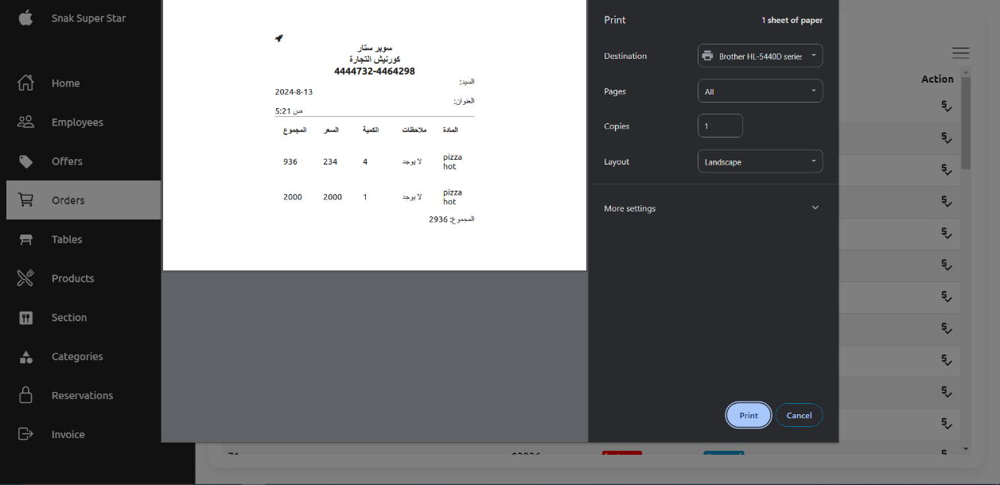 Snak Super Star
Home
Employees
Offers
Orders
Tables
Products
Section
Categories
Reservations
Invoice
سوبر ستار
كورنيش التجارة
4444732-4464298
السيد:
2024-8-13
العنوان:
5:21 ص
المادة ملاحظات الكمية السعر المجموع
pizza hot لا يوجد 4 234 936
pizza hot لا يوجد 1 2000 2000
المجموع: 2936
Print 1 sheet of paper
Destination Brother HL-5440D series
Pages All
Copies 1
Layout Landscape
More settings
Print Cancel
Action